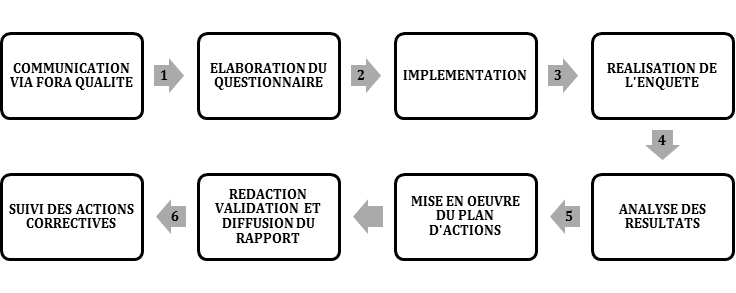 COMMUNICATION
VIA FORA QUALITE
1
ELABORATION DU
QUESTIONNAIRE
2
IMPLEMENTATION
3
REALISATION DE
L'ENQUETE
4
ANALYSE DES
RESULTATS
5
MISE EN OEUVRE
DU PLAN
D'ACTIONS
REDACTION
VALIDATION ET
DIFFUSION DU
RAPPORT
6
SUIVI DES ACTIONS
CORRECTIVES